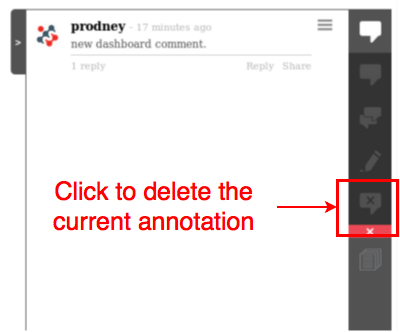 prodney - 17 minutes ago
new dashboard comment.
1 reply Reply Share
Click to delete the
current annotation